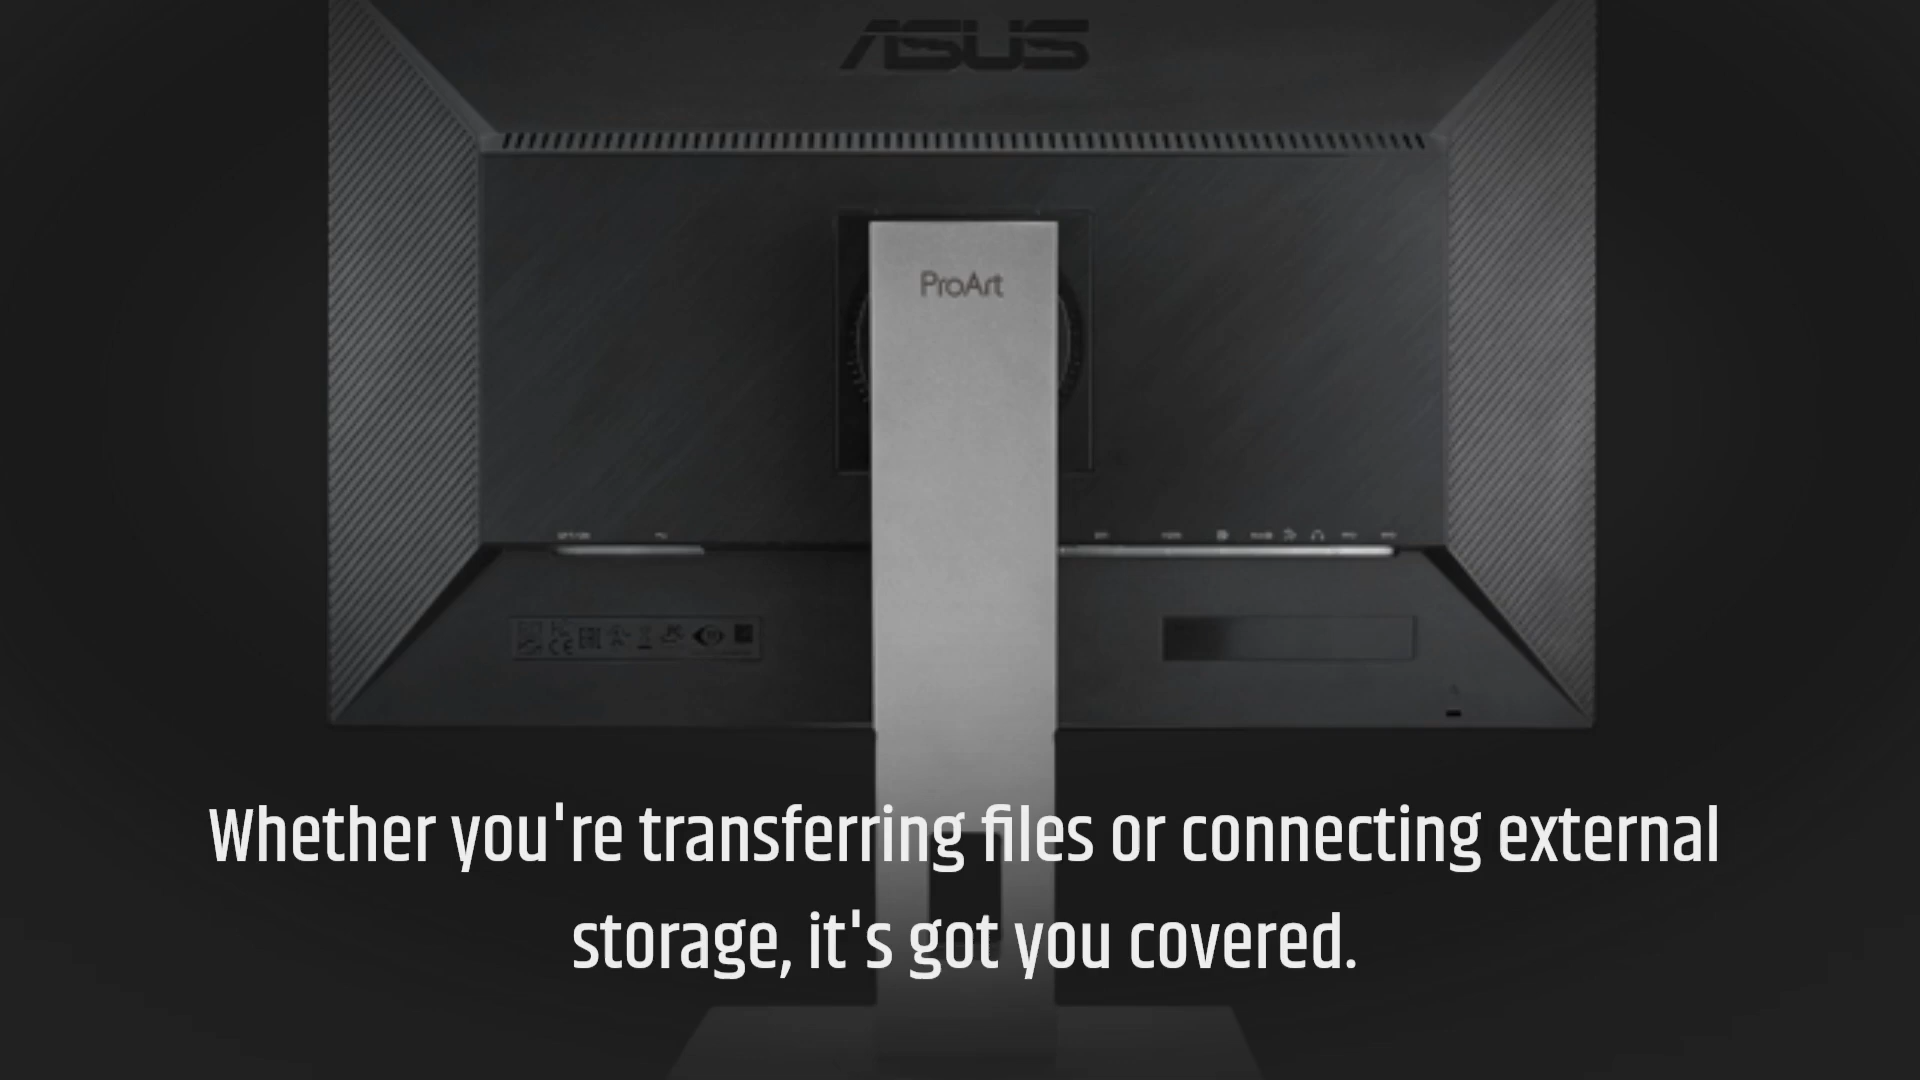 ASUS
ProArt
Whether you're transferring files or connecting external
storage, it's got you covered.